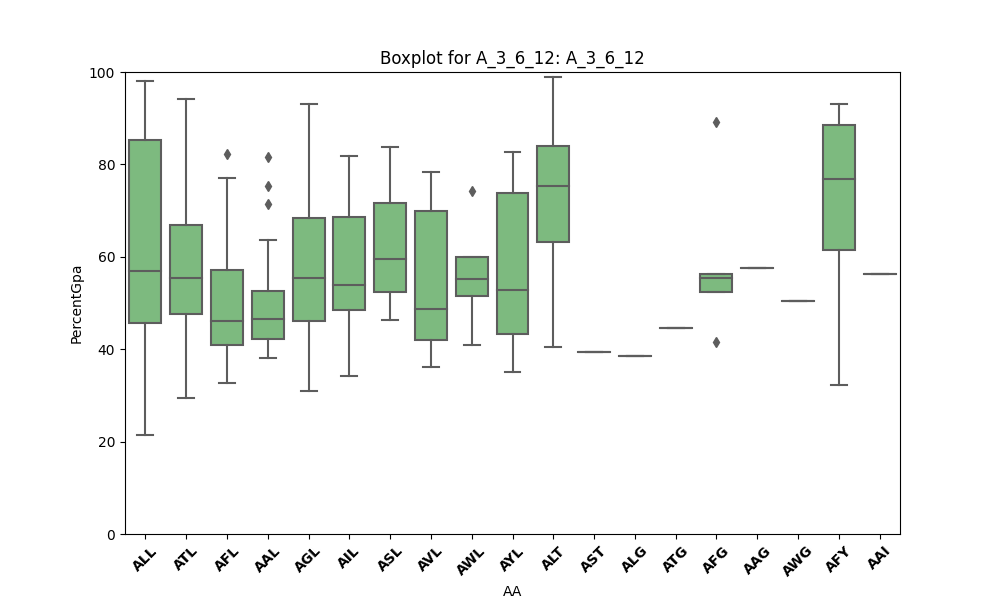 Boxplot for A_3_6_12: A_3_6_12
PercentGpa
100
80
60
40
20
0
ALL ATL AFL AAL AGL AIL ASL AVL AWL AYL ALT AST ALG ATG AFG AAG AWG AFY AAI
AA